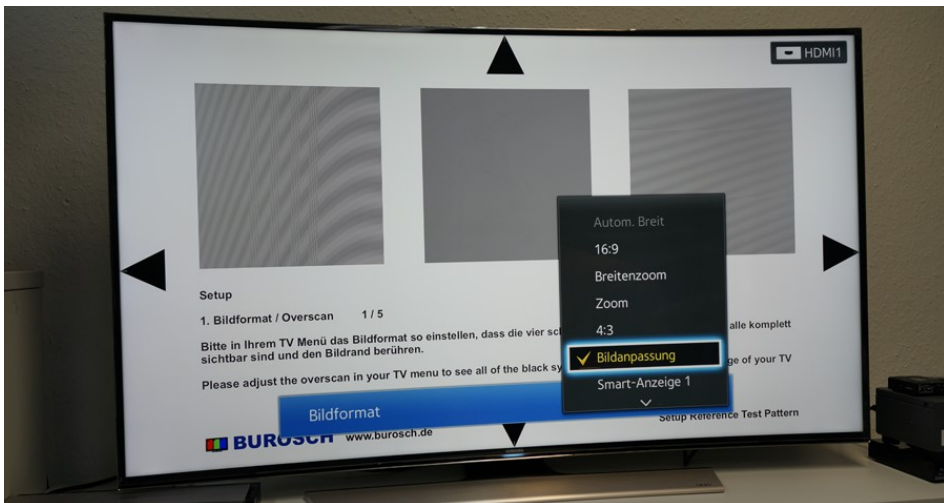 HDMI1
Setup
1. Bildformat / Overscan 1 / 5
Bitte in Ihrem TV Menü das Bildformat so einstellen, dass die vier alle komplett
sichtbar sind und den Bildrand berühren.
Please adjust the overscan in your TV menu to see all of the black of your TV
Setup Reference Test Pattern
BUROSCH www.burosch.de
Bildformat
Autom. Breit
16:9
Breitenzoom
Zoom
4:3
Bildanpassung
Smart-Anzeige 1